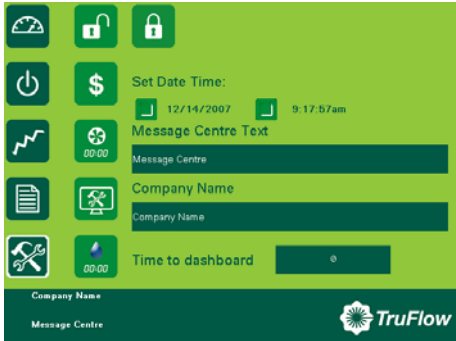 $
00:00
00:00
Set Date Time:
12/14/2007 9:17:57am
Message Centre Text
Message Centre
Company Name
Company Name
Time to dashboard 0
Company Name
Message Centre
TruFlow